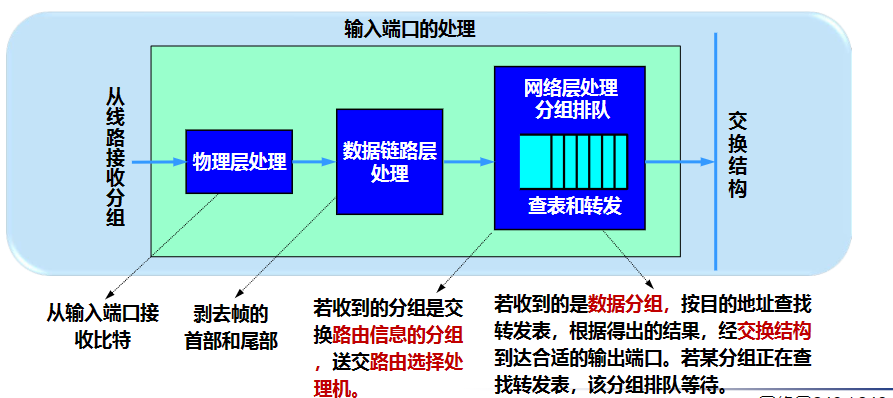 输入端口的处理
从线路接收分组
物理层处理
数据链路层
处理
网络层处理
分组排队
查表和转发
交换结构
从输入端口接
收比特
剥去帧的
首部和尾部
若收到的分组是交
换路由信息的分组
，送交路由选择处
理机。
若收到的是数据分组，按目的地址查找
转发表，根据得出的结果，经交换结构
到达合适的输出端口。若某分组正在查
找转发表，该分组排队等待。